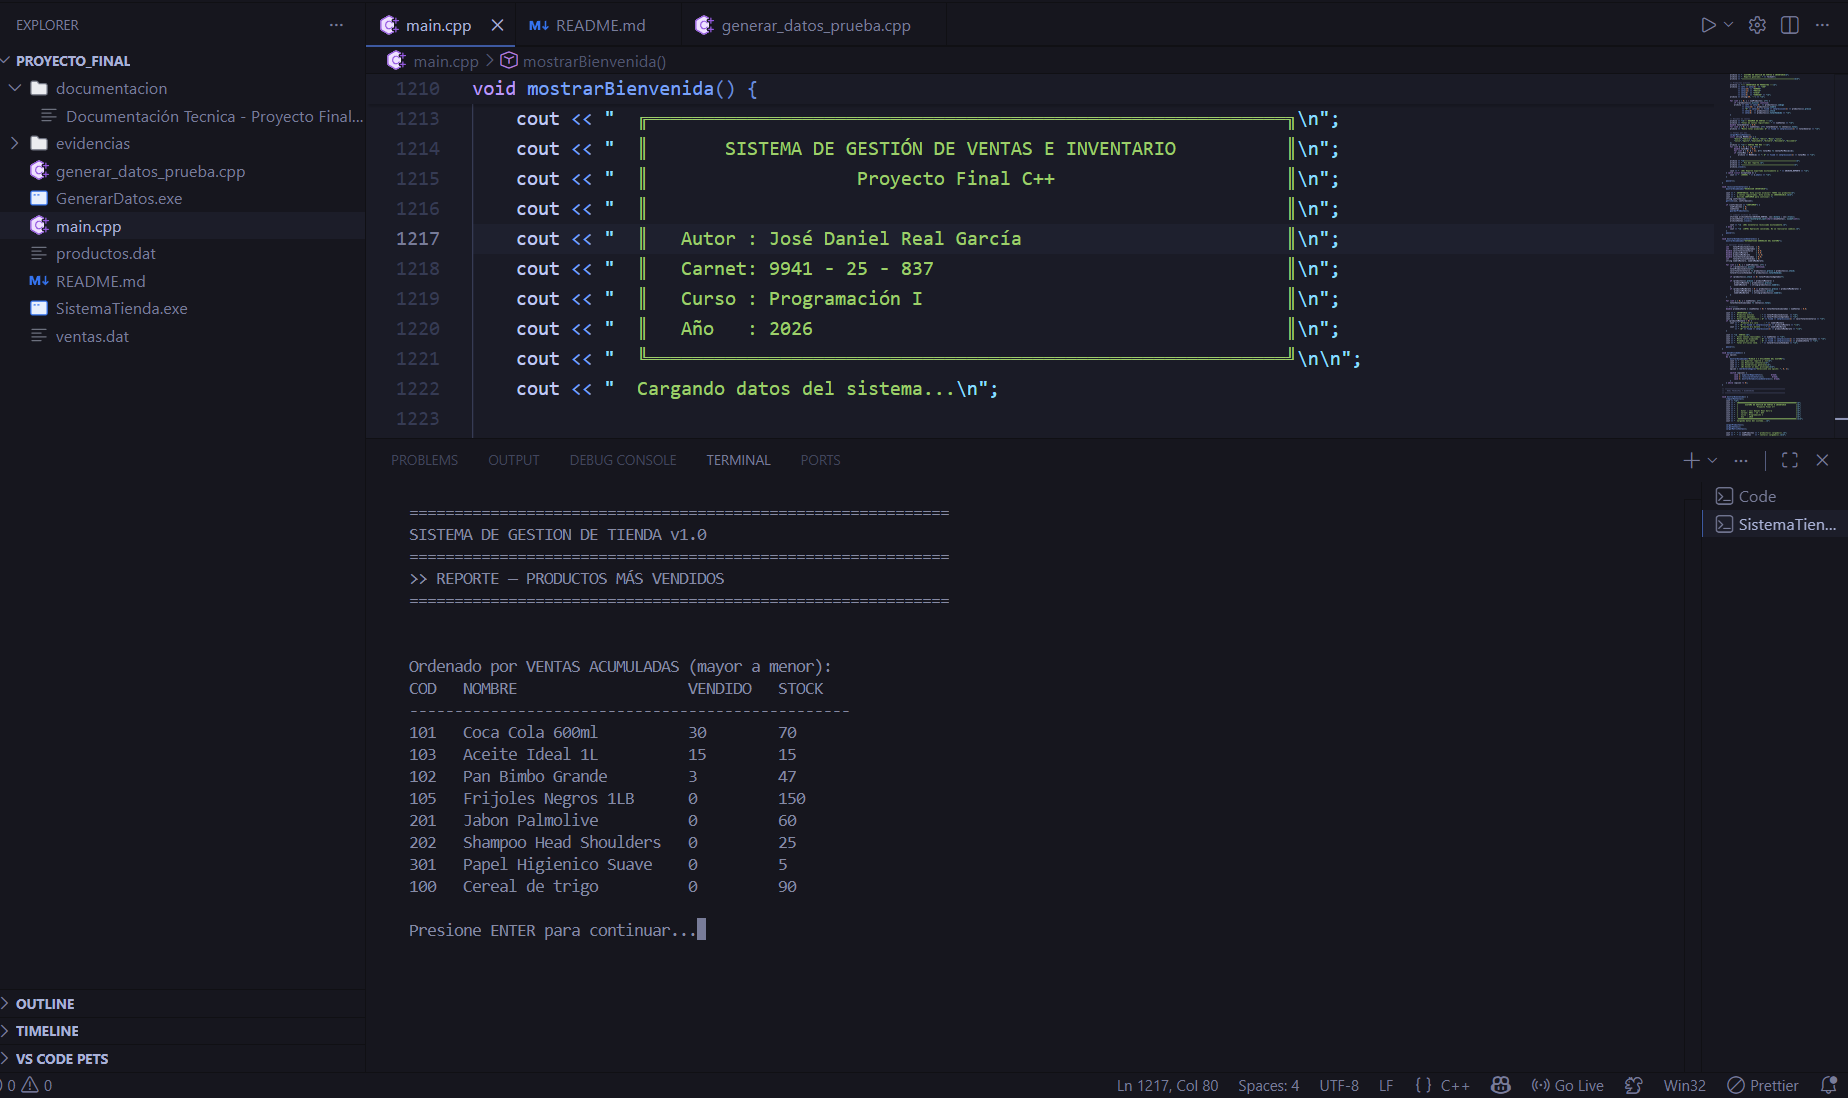 EXPLORER
PROYECTO_FINAL
documentacion
Documentación Tecnica - Proyecto Final...
evidencias
generar_datos_prueba.cpp
GenerarDatos.exe
main.cpp
productos.dat
README.md
SistemaTienda.exe
ventas.dat
OUTLINE
TIMELINE
VS CODE PETS
main.cpp README.md generar_datos_prueba.cpp
main.cpp > mostrarBienvenida()
1210 void mostrarBienvenida() {
1213 cout << "  ╔══════════════════════════════════════════════════════════╗\n";
1214 cout << "  ║       SISTEMA DE GESTIÓN DE VENTAS E INVENTARIO          ║\n";
1215 cout << "  ║                   Proyecto Final C++                     ║\n";
1216 cout << "  ║                                                          ║\n";
1217 cout << "  ║   Autor : José Daniel Real García                        ║\n";
1218 cout << "  ║   Carnet: 9941 - 25 - 837                                ║\n";
1219 cout << "  ║   Curso : Programación I                                 ║\n";
1220 cout << "  ║   Año   : 2026                                           ║\n";
1221 cout << "  ╚══════════════════════════════════════════════════════════╝\n\n";
1222 cout << "  Cargando datos del sistema...\n";
1223
PROBLEMS OUTPUT DEBUG CONSOLE TERMINAL PORTS
Code
SistemaTien...
============================================================
SISTEMA DE GESTION DE TIENDA v1.0
============================================================
>> REPORTE — PRODUCTOS MÁS VENDIDOS
============================================================
Ordenado por VENTAS ACUMULADAS (mayor a menor):
COD   NOMBRE                   VENDIDO   STOCK
-------------------------------------------------
101   Coca Cola 600ml          30        70
103   Aceite Ideal 1L          15        15
102   Pan Bimbo Grande         3         47
105   Frijoles Negros 1LB      0         150
201   Jabon Palmolive          0         60
202   Shampoo Head Shoulders   0         25
301   Papel Higienico Suave    0         5
100   Cereal de trigo          0         90
Presione ENTER para continuar...
0 0 Ln 1217, Col 80 Spaces: 4 UTF-8 LF {} C++ Go Live Win32 Prettier